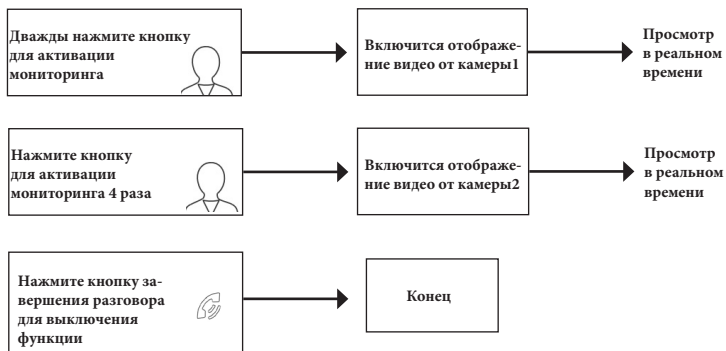 Дважды нажмите кнопку
для активации
мониторинга
Включится отображе-
ние видео от камеры1
Просмотр
в реальном
времени
Нажмите кнопку
для активации
мониторинга 4 раза
Включится отображе-
ние видео от камеры2
Просмотр
в реальном
времени
Нажмите кнопку за-
вершения разговора
для выключения
функции
Конец